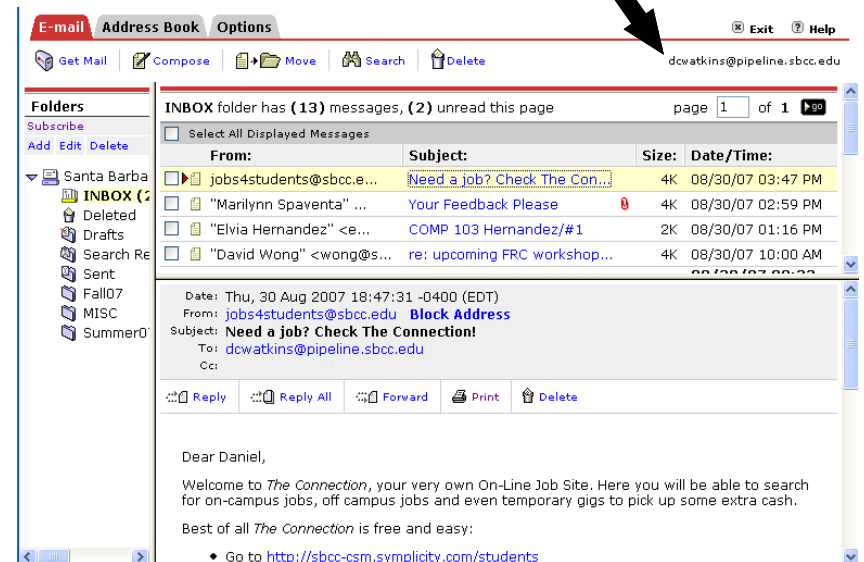 E-mail Address Book Options Exit Help
Get Mail Compose Move Search Delete dcwatkins@pipeline.sbcc.edu
Folders
Subscribe
Add Edit Delete
Santa Barba
INBOX (2
Deleted
Drafts
Search Re
Sent
Fall07
MISC
Summer0
INBOX folder has (13) messages, (2) unread this page page 1 of 1 go
Select All Displayed Messages
From: Subject: Size: Date/Time:
jobs4students@sbcc.e... Need a job? Check The Con... 4K 08/30/07 03:47 PM
"Marilynn Spaventa" ... Your Feedback Please 4K 08/30/07 02:59 PM
"Elvia Hernandez" <e... COMP 103 Hernandez/#1 2K 08/30/07 01:16 PM
"David Wong" <wong@s... re: upcoming FRC workshop... 4K 08/30/07 10:00 AM
Date: Thu, 30 Aug 2007 18:47:31 -0400 (EDT)
From: jobs4students@sbcc.edu Block Address
Subject: Need a job? Check The Connection!
To: dcwatkins@pipeline.sbcc.edu
Cc:
Reply Reply All Forward Print Delete
Dear Daniel,
Welcome to The Connection, your very own On-Line Job Site. Here you will be able to search
for on-campus jobs, off campus jobs and even temporary gigs to pick up some extra cash.
Best of all The Connection is free and easy:
• Go to http://sbcc-csm.symplicity.com/students